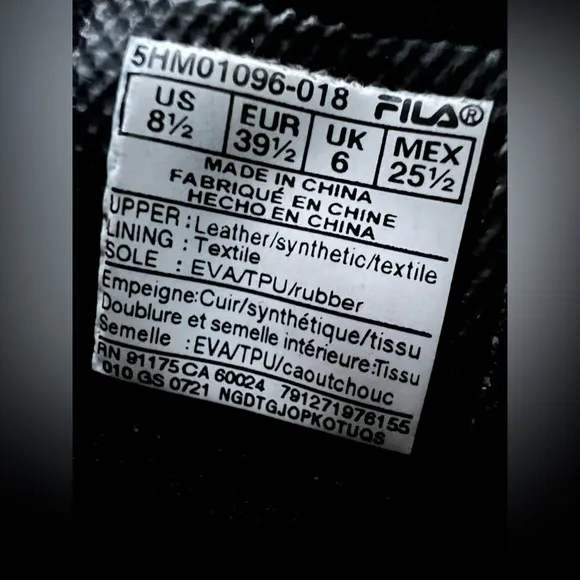 5HM01096-018 FILA®
US EUR UK MEX
8½ 39½ 6 25½
MADE IN CHINA
FABRIQUÉ EN CHINE
HECHO EN CHINA
UPPER : Leather/synthetic/textile
LINING : Textile
SOLE : EVA/TPU/rubber
Empeigne:Cuir/synthétique/tissu
Doublure et semelle intérieure:Tissu
Semelle :EVA/TPU/caoutchouc
RN 91175 CA 60024 791271976155
010 GS 0721 NGDTGJOPKOTUQS